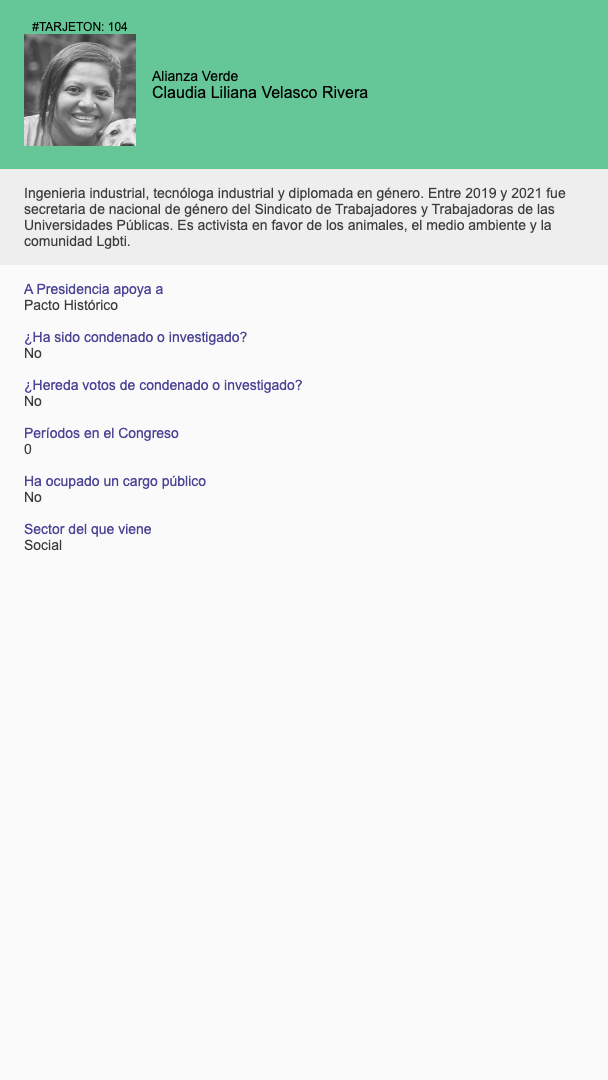 #TARJETON: 104
Alianza Verde
Claudia Liliana Velasco Rivera
Ingenieria industrial, tecnóloga industrial y diplomada en género. Entre 2019 y 2021 fue
secretaria de nacional de género del Sindicato de Trabajadores y Trabajadoras de las
Universidades Públicas. Es activista en favor de los animales, el medio ambiente y la
comunidad Lgbti.
A Presidencia apoya a
Pacto Histórico
¿Ha sido condenado o investigado?
No
¿Hereda votos de condenado o investigado?
No
Períodos en el Congreso
0
Ha ocupado un cargo público
No
Sector del que viene
Social